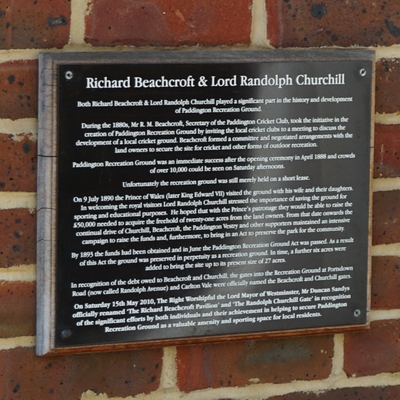 Richard Beachcroft & Lord Randolph Churchill
Both Richard Beachcroft & Lord Randolph Churchill played a significant part in the history and development
of Paddington Recreation Ground.
During the 1880s, Mr R. M. Beachcroft, Secretary of the Paddington Cricket Club, took the initiative in the
creation of Paddington Recreation Ground by inviting the local cricket clubs to a meeting to discuss the
development of a local cricket ground. Beachcroft formed a committee and negotiated arrangements with the
land owners to secure the site for cricket and other forms of outdoor recreation.
Paddington Recreation Ground was an immediate success after the opening ceremony in April 1888 and crowds
of over 10,000 could be seen on Saturday afternoons.
Unfortunately the recreation ground was still merely held on a short lease.
On 9 July 1890 the Prince of Wales (later King Edward VII) visited the ground with his wife and their daughters.
In welcoming the royal visitors Lord Randolph Churchill stressed the importance of saving the ground for
sporting and educational purposes. He hoped that with the Prince's patronage they would be able to raise the
£50,000 needed to acquire the freehold of twenty-one acres from the land owners. From that date onwards the
continual drive of Churchill, Beachcroft, the Paddington Vestry and other supporters maintained an intensive
campaign to raise the funds and, furthermore, to bring in an Act to preserve the park for the community.
By 1893 the funds had been obtained and in June the Paddington Recreation Ground Act was passed. As a result
of this Act the ground was preserved in perpetuity as a recreation ground. In time, a further six acres were
added to bring the site up to its present size of 27 acres.
In recognition of the debt owed to Beachcroft and Churchill, the gates into the Recreation Ground at Portsdown
Road (now called Randolph Avenue) and Carlton Vale were officially named the Beachcroft and Churchill gates.
On Saturday 15th May 2010, The Right Worshipful the Lord Mayor of Westminster, Mr Duncan Sandys
officially renamed 'The Richard Beachcroft Pavilion' and 'The Randolph Churchill Gate' in recognition
of the significant efforts by both individuals and their achievement in helping to secure Paddington
Recreation Ground as a valuable amenity and sporting space for local residents.